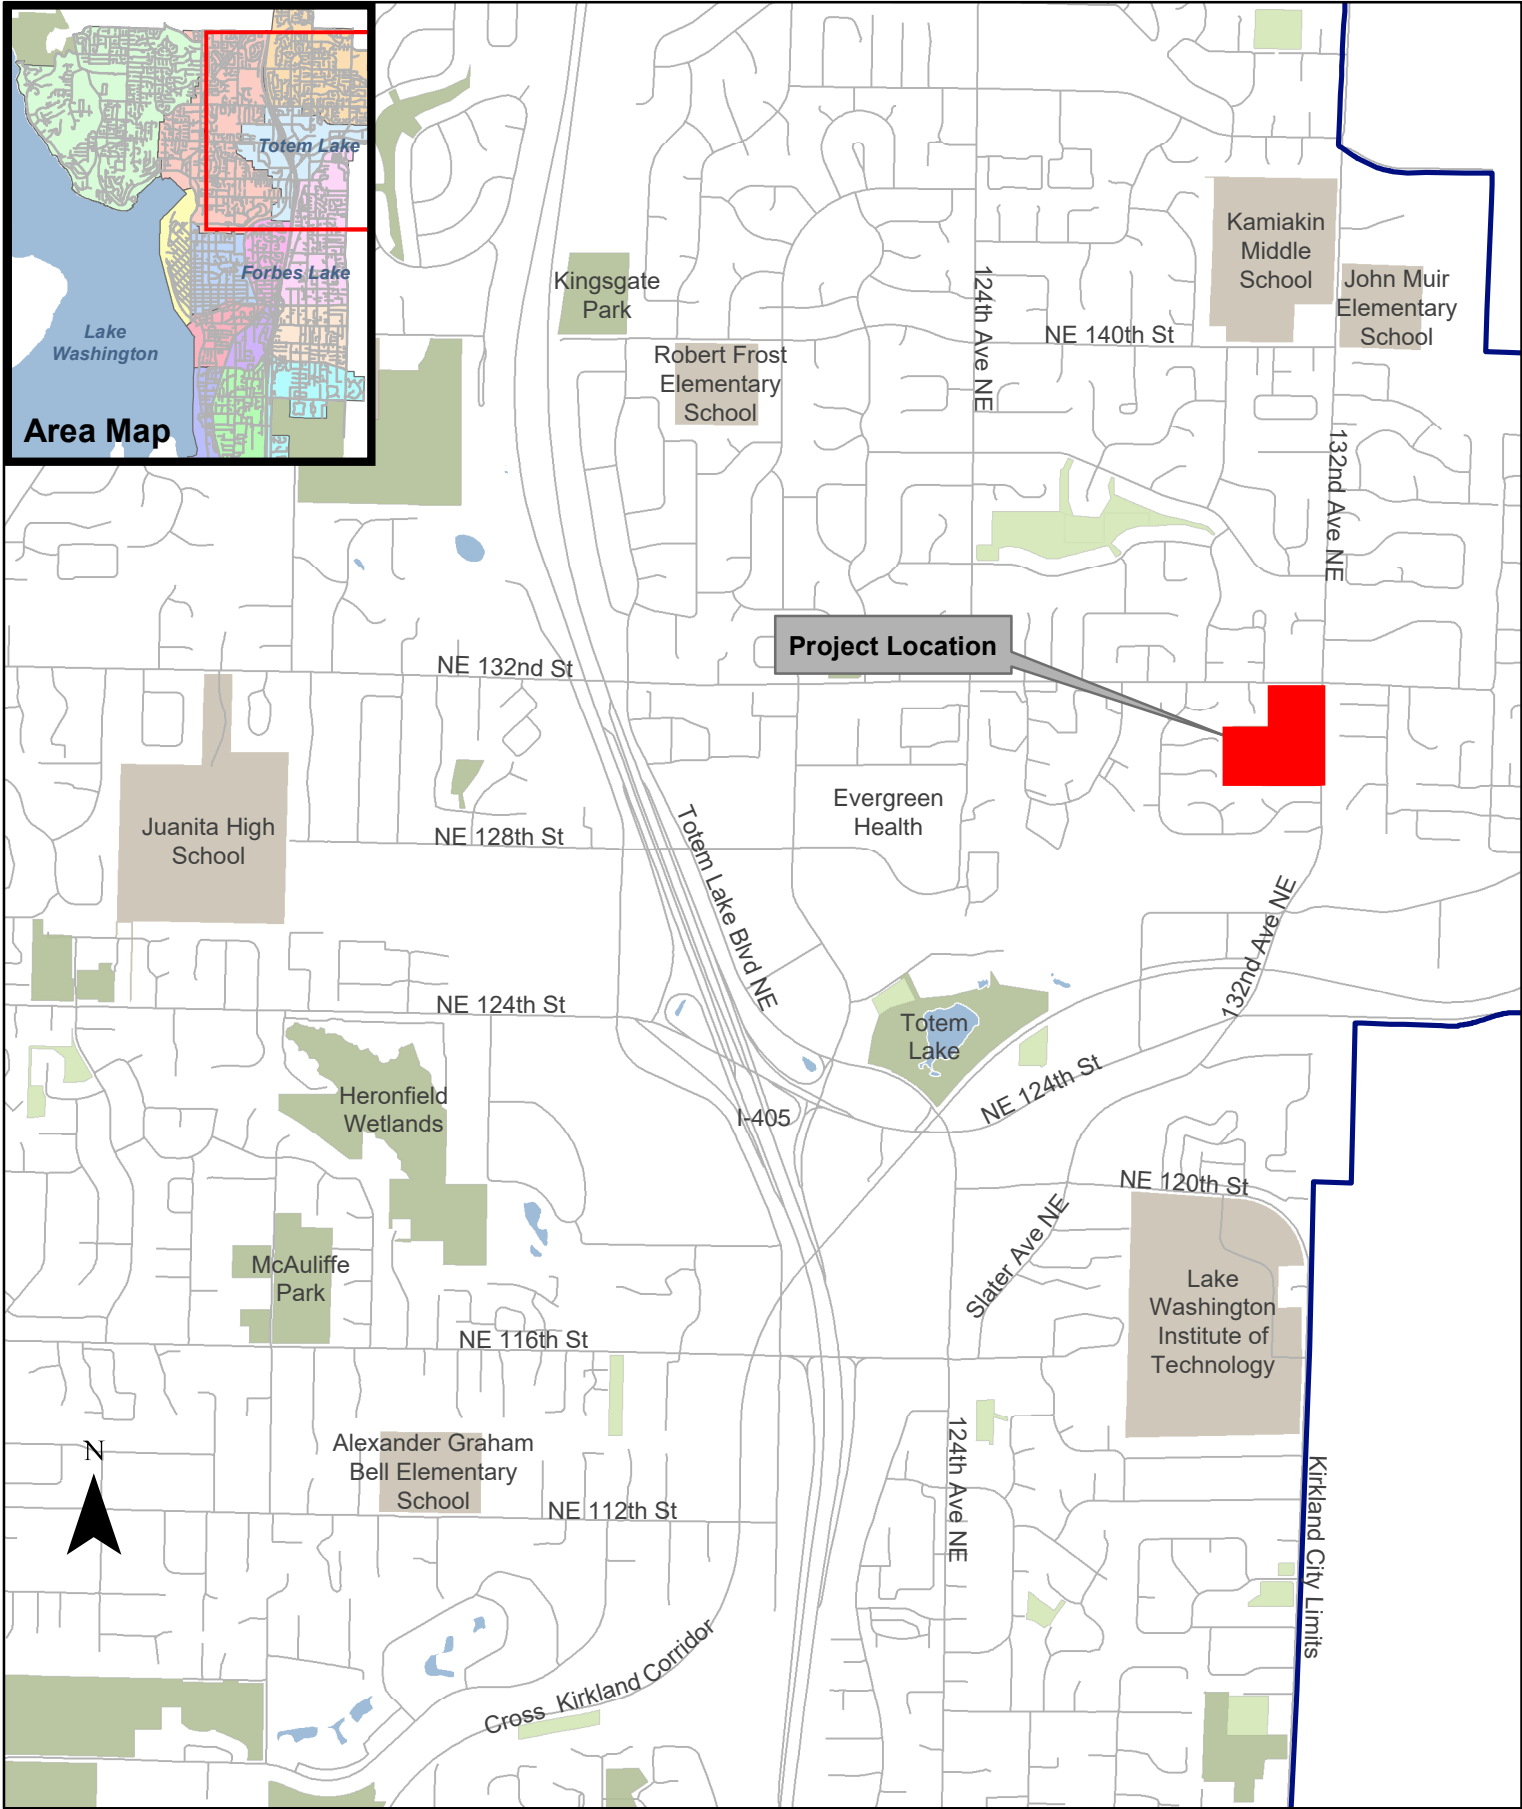 Totem Lake
Forbes Lake
Lake
Washington
Area Map
Kingsgate
Park
Robert Frost
Elementary
School
124th Ave NE
NE 140th St
Kamiakin
Middle
School
John Muir
Elementary
School
132nd Ave NE
Project Location
NE 132nd St
Juanita High
School
NE 128th St
Totem Lake Blvd NE
Evergreen
Health
132nd Ave NE
NE 124th St
Totem
Lake
NE 124th St
Heronfield
Wetlands
I-405
NE 120th St
Slater Ave NE
McAuliffe
Park
Lake
Washington
Institute of
Technology
NE 116th St
Alexander Graham
Bell Elementary
School
N
124th Ave NE
Kirkland City Limits
NE 112th St
Cross Kirkland Corridor